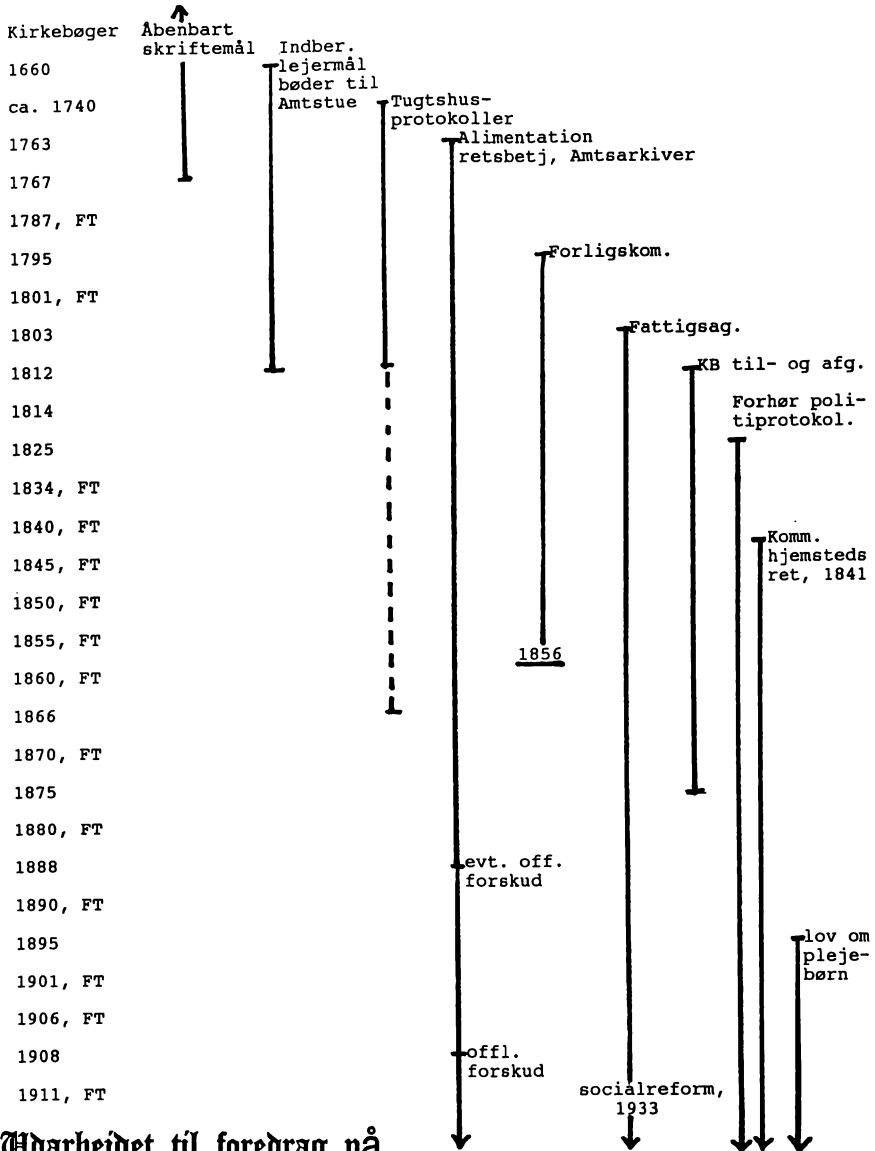 Kirkebøger
Åbenbart
skriftemål
Indber.
lejermål
bøder til
Amtstue
1660
ca. 1740
Tugtshus-
protokoller
1763
Alimentation
retsbetj, Amtsarkiver
1767
1787, FT
1795
Forligskom.
1801, FT
1803
Fattigsag.
1812
KB til- og afg.
1814
Forhør poli-
tiprotokol.
1825
1834, FT
1840, FT
Komm.
hjemsteds
ret, 1841
1845, FT
1850, FT
1855, FT
1856
1860, FT
1866
1870, FT
1875
1880, FT
1888
evt. off.
forskud
1890, FT
1895
lov om
pleje-
børn
1901, FT
1906, FT
1908
offl.
forskud
1911, FT
socialreform,
1933
Udarbejdet til foredrag på